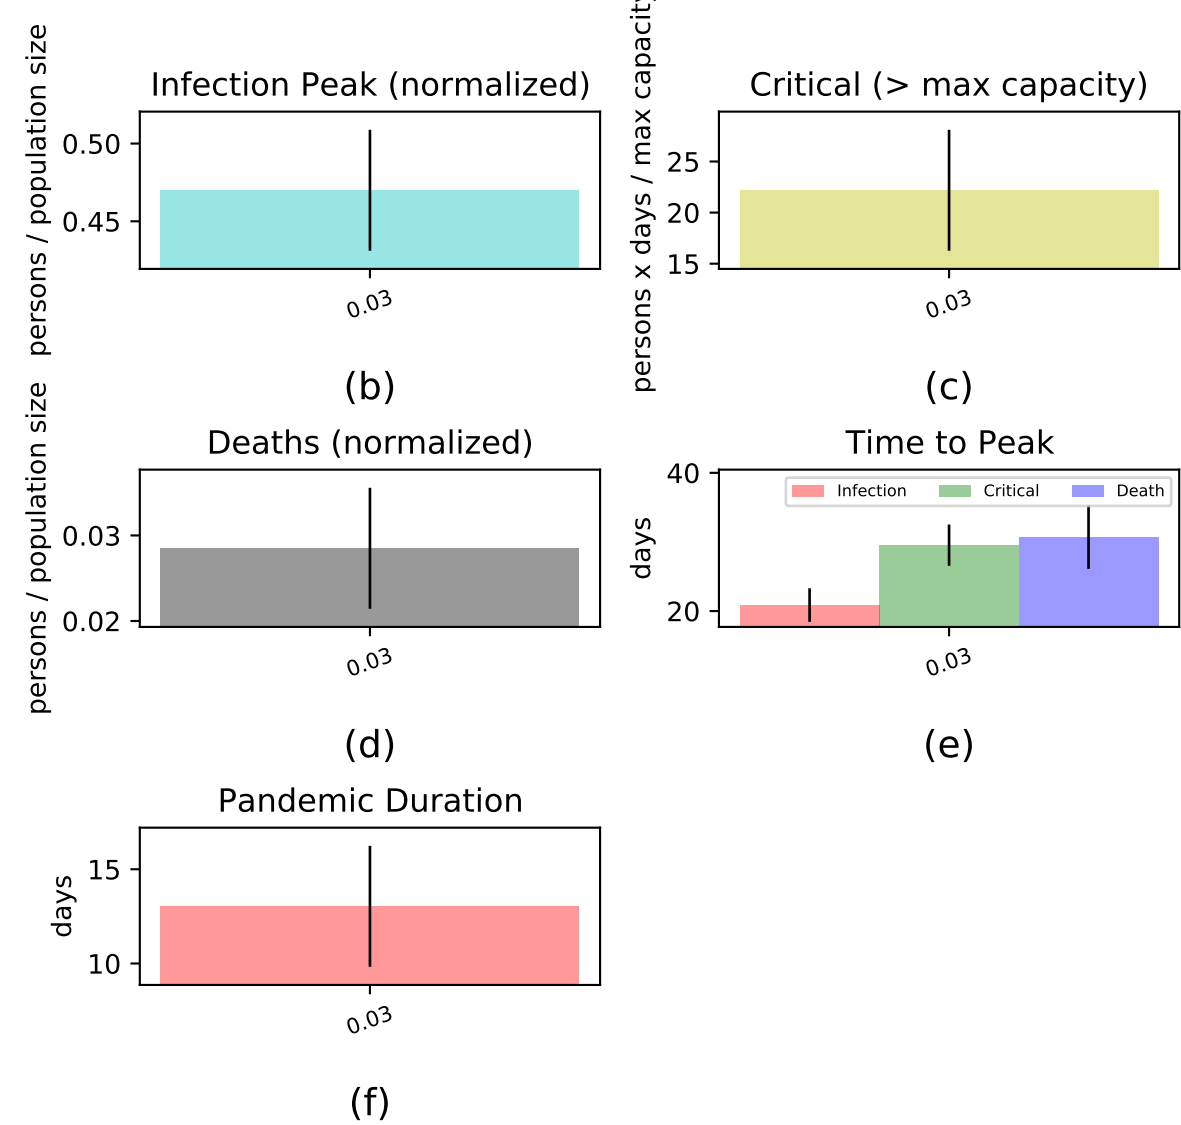 Infection Peak (normalized)
persons / population size
0.50
0.45
0.03
(b)
Critical (> max capacity)
persons x days / max capacity
25
20
15
0.03
(c)
Deaths (normalized)
persons / population size
0.03
0.02
0.03
(d)
Time to Peak
days
40
20
Infection Critical Death
0.03
(e)
Pandemic Duration
days
15
10
0.03
(f)